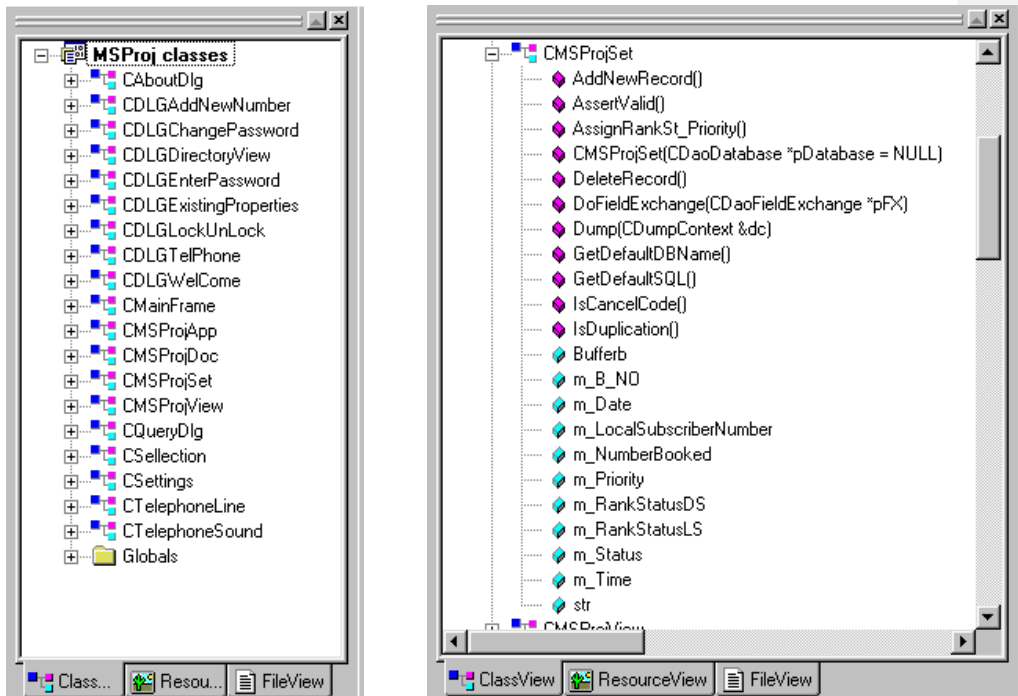 MSProj classes
CAboutDlg
CDLGAddNewNumber
CDLGChangePassword
CDLGDirectoryView
CDLGEnterPassword
CDLGExistingProperties
CDLGLockUnLock
CDLGTelPhone
CDLGWelCome
CMainFrame
CMSProjApp
CMSProjDoc
CMSProjSet
CMSProjView
CQueryDlg
CSellection
CSettings
CTelephoneLine
CTelephoneSound
Globals
Class...
Resou...
FileView
CMSProjSet
AddNewRecord()
AssertValid()
AssignRankSt_Priority()
CMSProjSet(CDaoDatabase *pDatabase = NULL)
DeleteRecord()
DoFieldExchange(CDaoFieldExchange *pFX)
Dump(CDumpContext &dc)
GetDefaultDBName()
GetDefaultSQL()
IsCancelCode()
IsDuplication()
Bufferb
m_B_NO
m_Date
m_LocalSubscriberNumber
m_NumberBooked
m_Priority
m_RankStatusDS
m_RankStatusLS
m_Status
m_Time
str
CMSProjView
ClassView
ResourceView
FileView